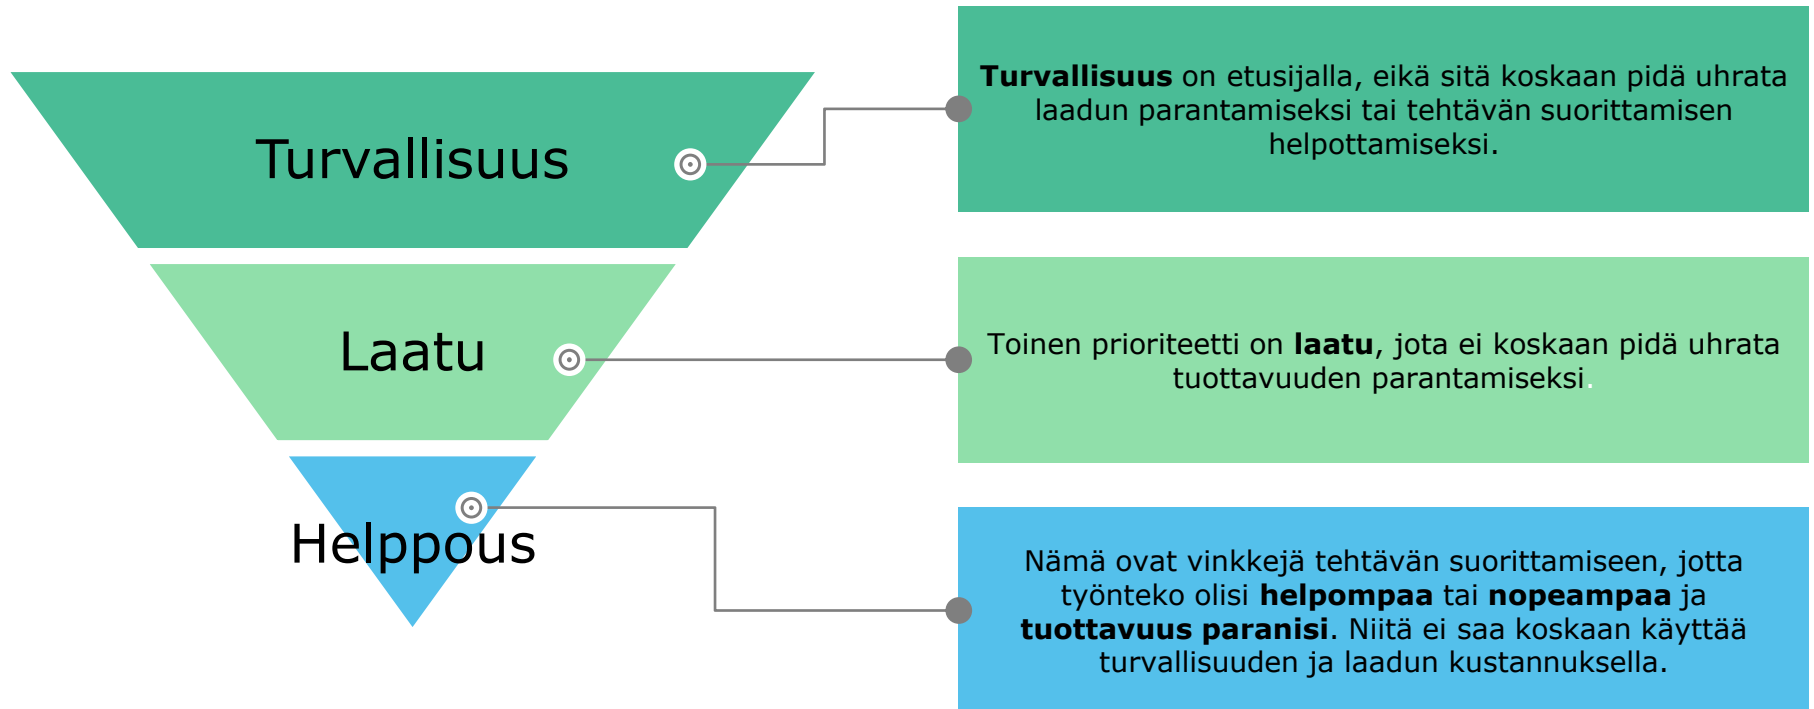 Turvallisuus
Turvallisuus on etusijalla, eikä sitä koskaan pidä uhrata
laadun parantamiseksi tai tehtävän suorittamisen
helpottamiseksi.
Laatu
Toinen prioriteetti on laatu, jota ei koskaan pidä uhrata
tuottavuuden parantamiseksi.
Helppous
Nämä ovat vinkkejä tehtävän suorittamiseen, jotta
työnteko olisi helpompaa tai nopeampaa ja
tuottavuus paranisi. Niitä ei saa koskaan käyttää
turvallisuuden ja laadun kustannuksella.